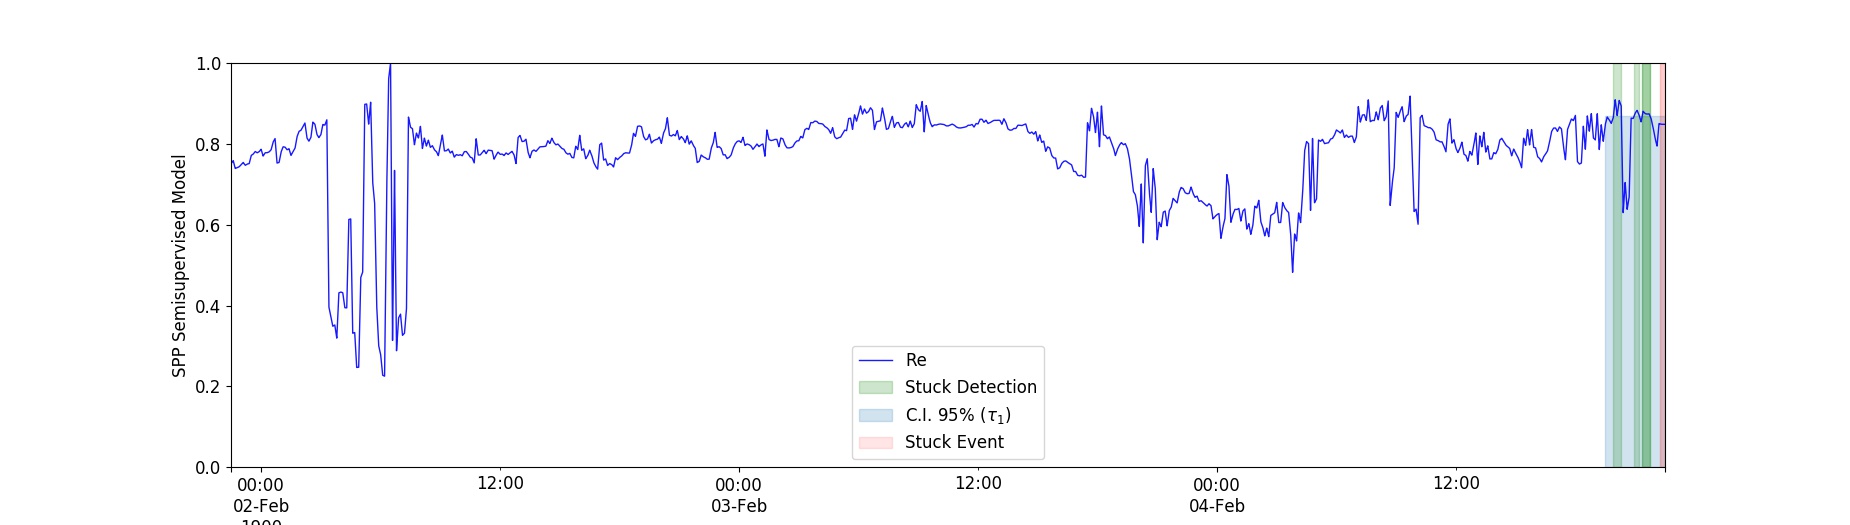 SPP Semisupervised Model
1.0
0.8
0.6
0.4
0.2
0.0
Re
Stuck Detection
C.I. 95% (τ₁)
Stuck Event
00:00 12:00 00:00 12:00 00:00 12:00
02-Feb 03-Feb 04-Feb
1900